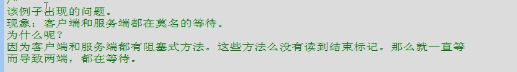 该例子出现的问题。
现象：客户端和服务端都在莫名的等待。
为什么呢？
因为客户端和服务端都有阻塞式方法。这些方法么没有读到结束标记。那么就一直等
而导致两端，都在等待。